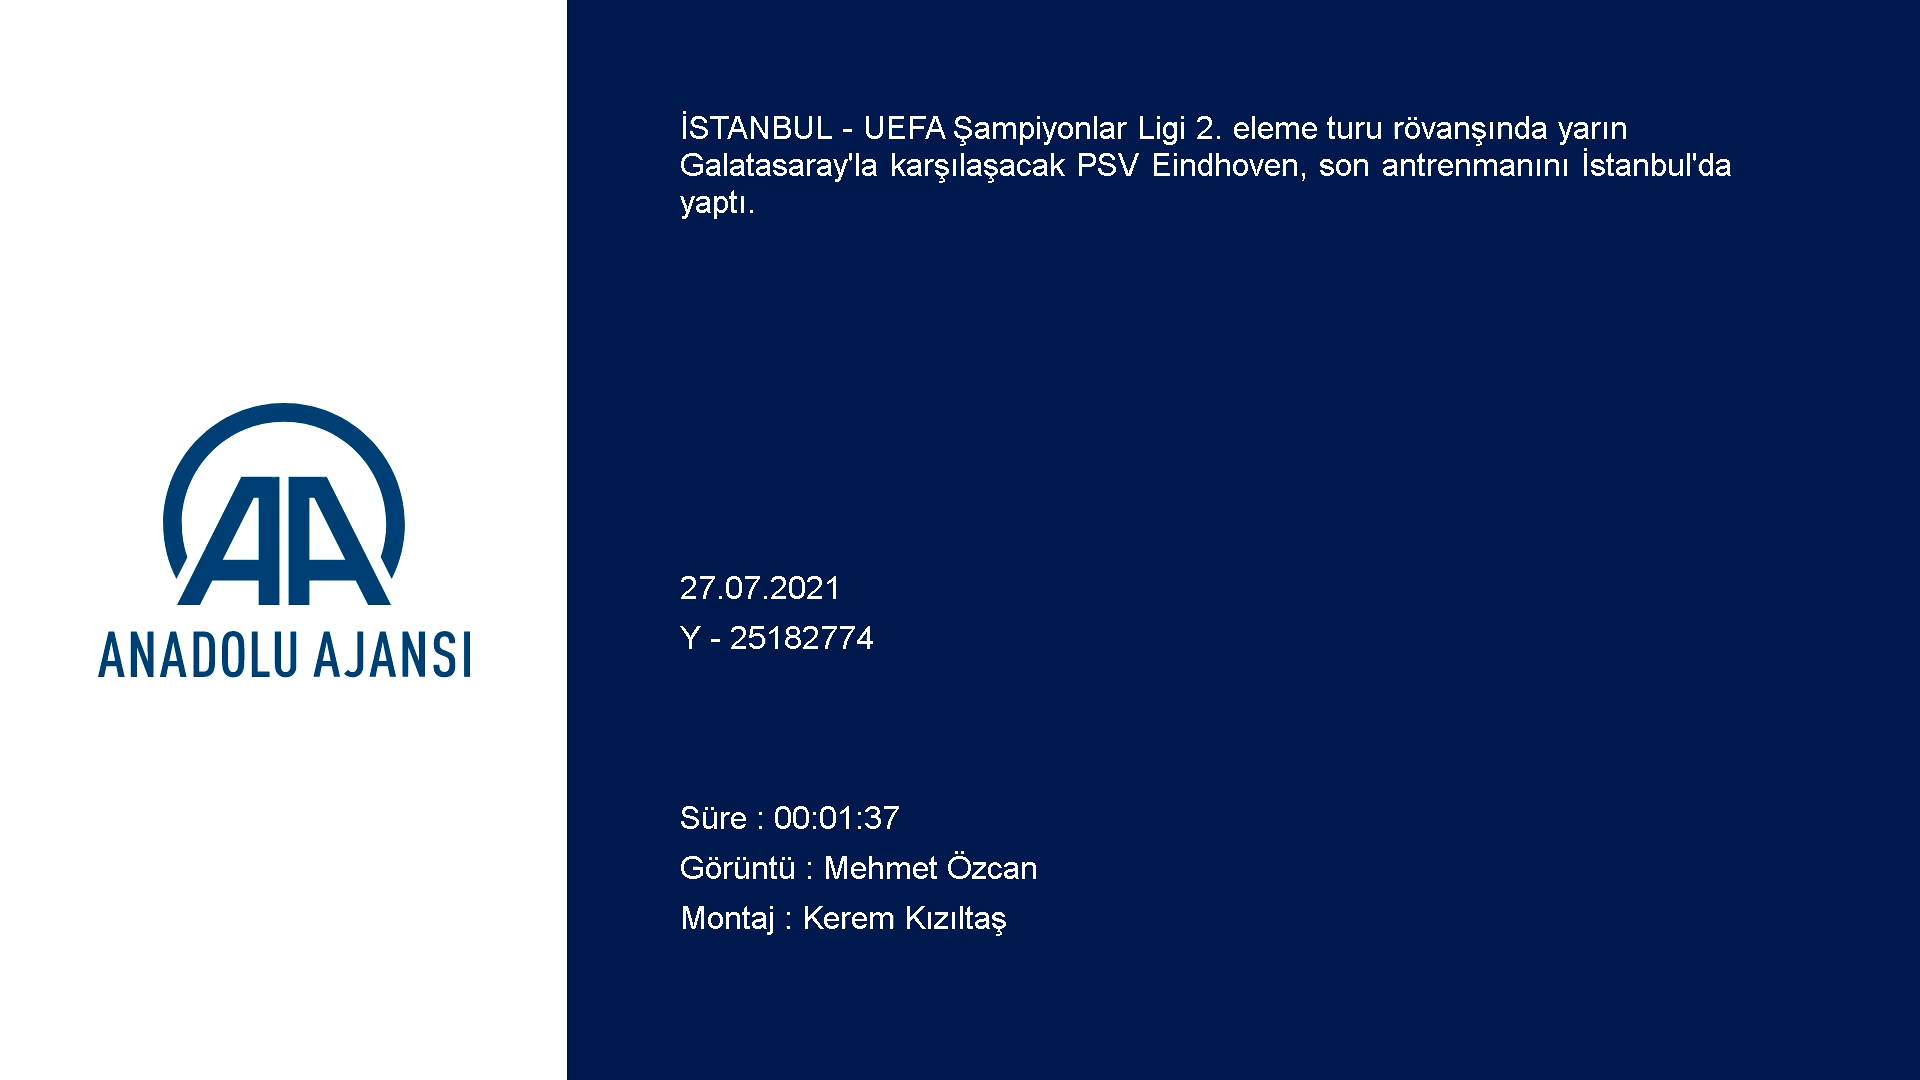 İSTANBUL - UEFA Şampiyonlar Ligi 2. eleme turu rövanşında yarın
Galatasaray'la karşılaşacak PSV Eindhoven, son antrenmanını İstanbul'da
yaptı.
AA
ANADOLU AJANSI
27.07.2021
Y - 25182774
Süre : 00:01:37
Görüntü : Mehmet Özcan
Montaj : Kerem Kızıltaş